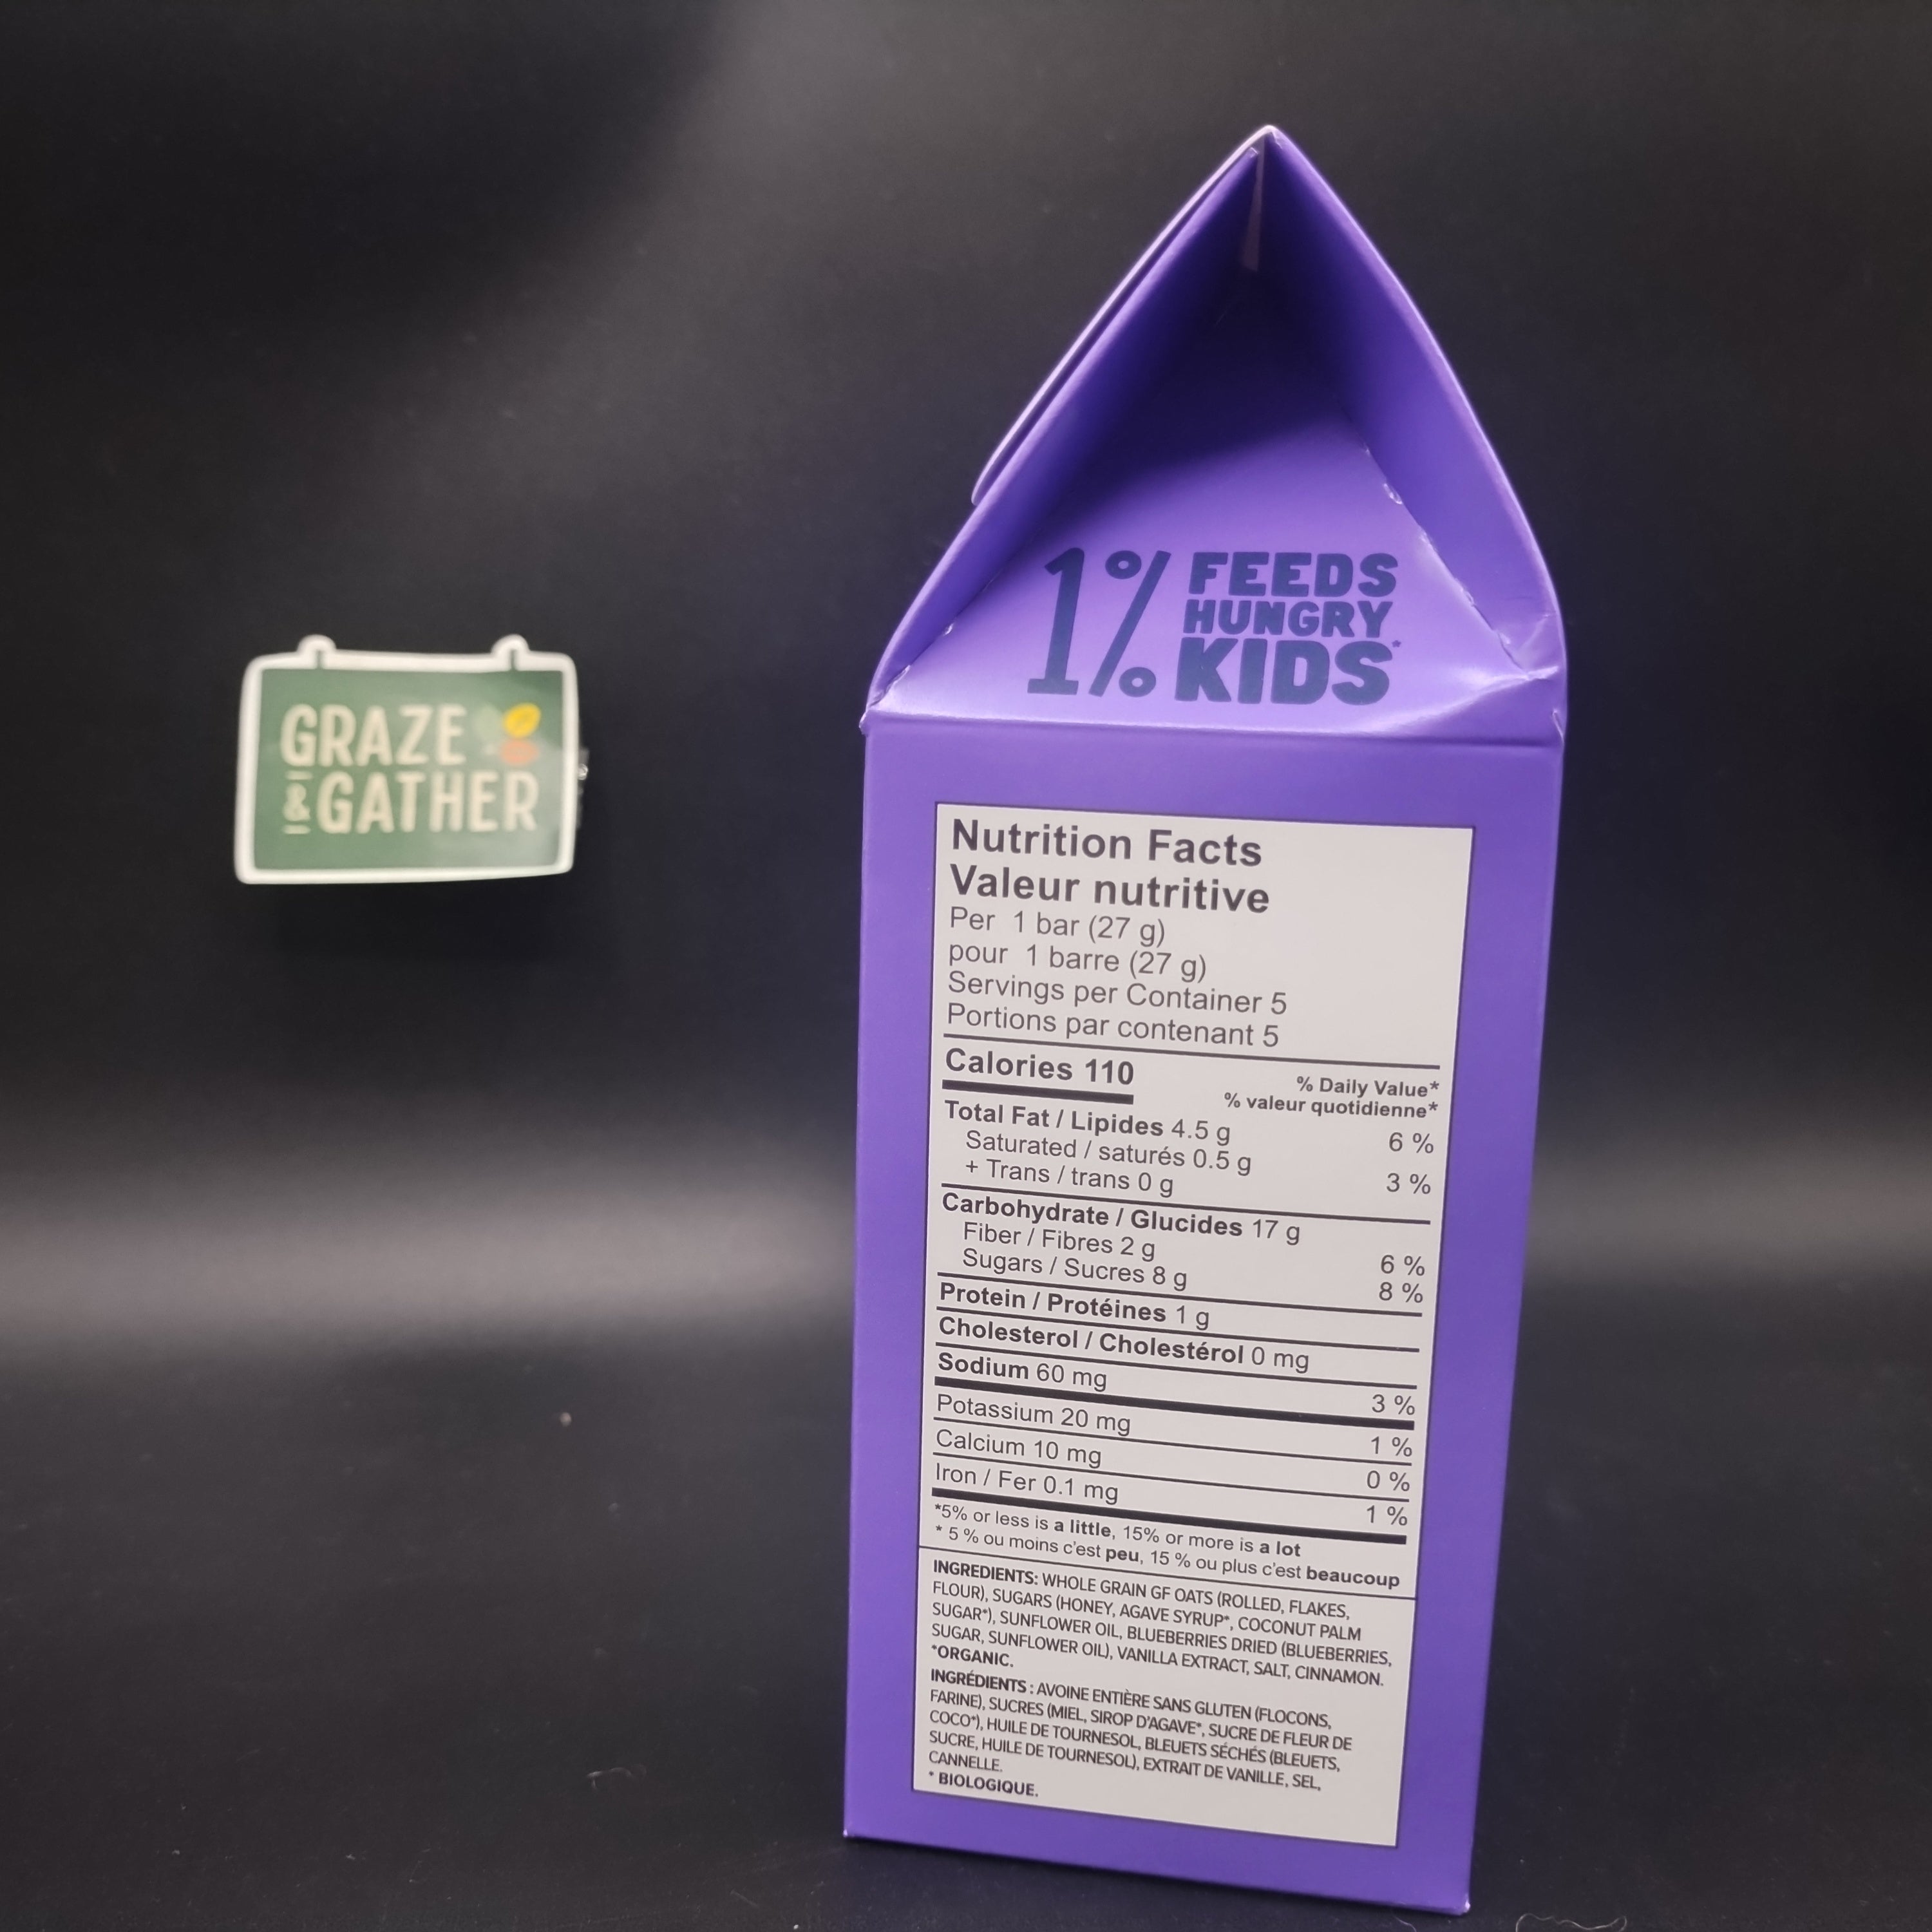 GRAZE
& GATHER
1% FEEDS
HUNGRY
KIDS*
Nutrition Facts
Valeur nutritive
Per 1 bar (27 g)
pour 1 barre (27 g)
Servings per Container 5
Portions par contenant 5
Calories 110
% Daily Value*
% valeur quotidienne*
Total Fat / Lipides 4.5 g 6 %
Saturated / saturés 0.5 g
+ Trans / trans 0 g 3 %
Carbohydrate / Glucides 17 g
Fiber / Fibres 2 g 6 %
Sugars / Sucres 8 g 8 %
Protein / Protéines 1 g
Cholesterol / Cholestérol 0 mg
Sodium 60 mg 3 %
Potassium 20 mg 1 %
Calcium 10 mg 0 %
Iron / Fer 0.1 mg 1 %
*5% or less is a little, 15% or more is a lot
* 5 % ou moins c'est peu, 15 % ou plus c'est beaucoup
INGREDIENTS: WHOLE GRAIN GF OATS (ROLLED, FLAKES,
FLOUR), SUGARS (HONEY, AGAVE SYRUP*, COCONUT PALM
SUGAR*), SUNFLOWER OIL, BLUEBERRIES DRIED (BLUEBERRIES,
SUGAR, SUNFLOWER OIL), VANILLA EXTRACT, SALT, CINNAMON.
*ORGANIC.
INGRÉDIENTS : AVOINE ENTIÈRE SANS GLUTEN (FLOCONS,
FARINE), SUCRES (MIEL, SIROP D'AGAVE*, SUCRE DE FLEUR DE
COCO*), HUILE DE TOURNESOL, BLEUETS SÉCHÉS (BLEUETS,
SUCRE, HUILE DE TOURNESOL), EXTRAIT DE VANILLE, SEL,
CANNELLE.
* BIOLOGIQUE.